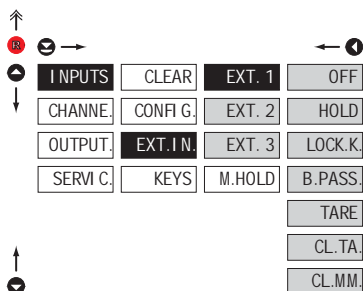 R
INPUTS CLEAR EXT. 1 OFF
CHANNE. CONFIG. EXT. 2 HOLD
OUTPUT. EXT.IN. EXT. 3 LOCK.K.
SERVIC. KEYS M.HOLD B.PASS.
TARE
CL.TA.
CL.MM.